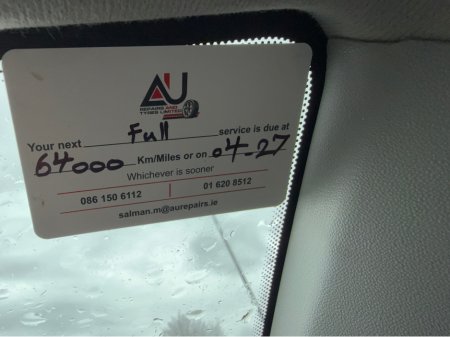 AU
REPAIRS AND
TYRES LIMITED
Your next Full service is due at
64000 Km/Miles or on 04-27
Whichever is sooner
086 150 6112 | 01 620 8512
salman.m@aurepairs.ie